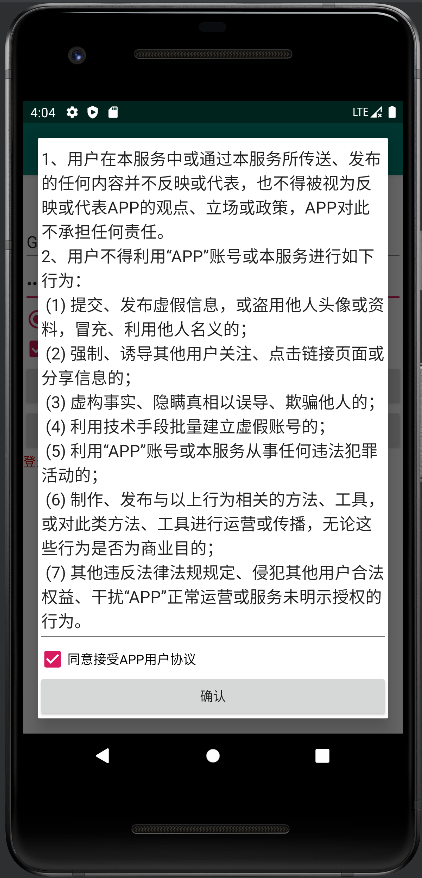 4:04
LTE
1、用户在本服务中或通过本服务所传送、发布
的任何内容并不反映或代表，也不得被视为反
映或代表APP的观点、立场或政策，APP对此
不承担任何责任。
2、用户不得利用“APP”账号或本服务进行如下
行为：
(1) 提交、发布虚假信息，或盗用他人头像或资
料，冒充、利用他人名义的；
(2) 强制、诱导其他用户关注、点击链接页面或
分享信息的；
(3) 虚构事实、隐瞒真相以误导、欺骗他人的；
(4) 利用技术手段批量建立虚假账号的；
(5) 利用“APP”账号或本服务从事任何违法犯罪
活动的；
(6) 制作、发布与以上行为相关的方法、工具，
或对此类方法、工具进行运营或传播，无论这
些行为是否为商业目的；
(7) 其他违反法律法规规定、侵犯其他用户合法
权益、干扰“APP”正常运营或服务未明示授权的
行为。
同意接受APP用户协议
确认
G
登